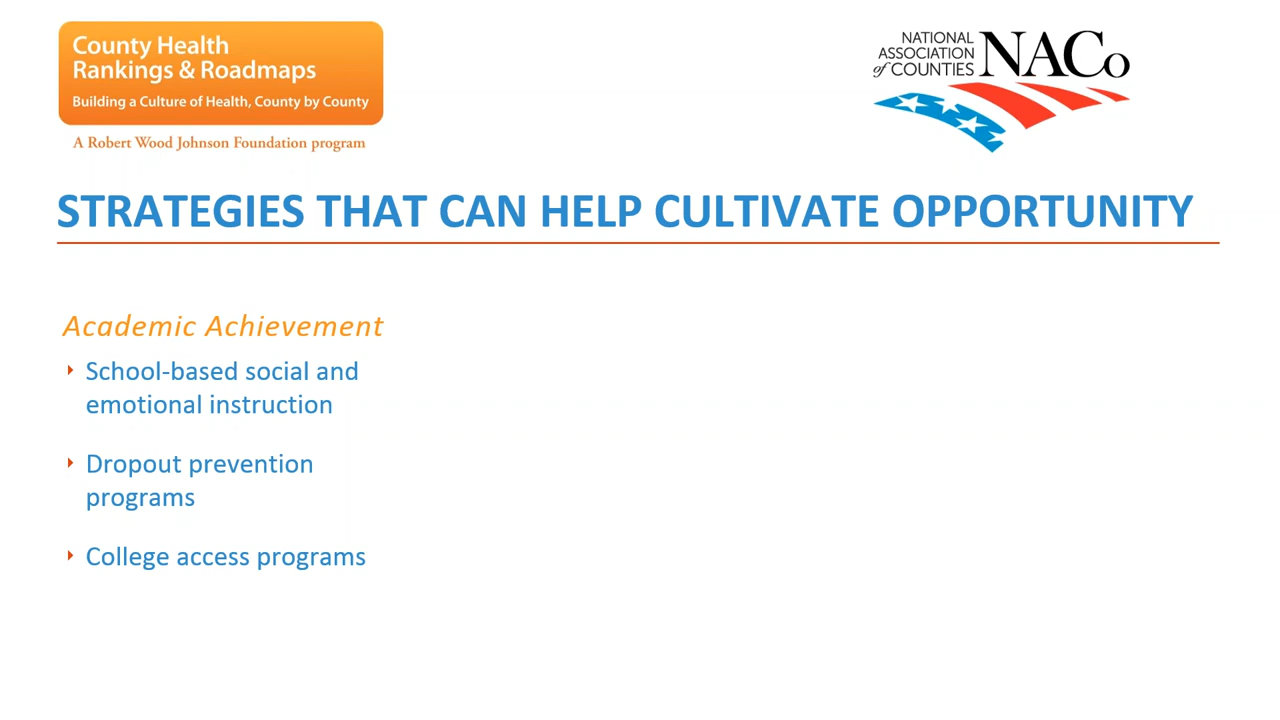 County Health
Rankings & Roadmaps
Building a Culture of Health, County by County
A Robert Wood Johnson Foundation program
NATIONAL
ASSOCIATION
of COUNTIES
NACo
STRATEGIES THAT CAN HELP CULTIVATE OPPORTUNITY
Academic Achievement
School-based social and
emotional instruction
Dropout prevention
programs
College access programs